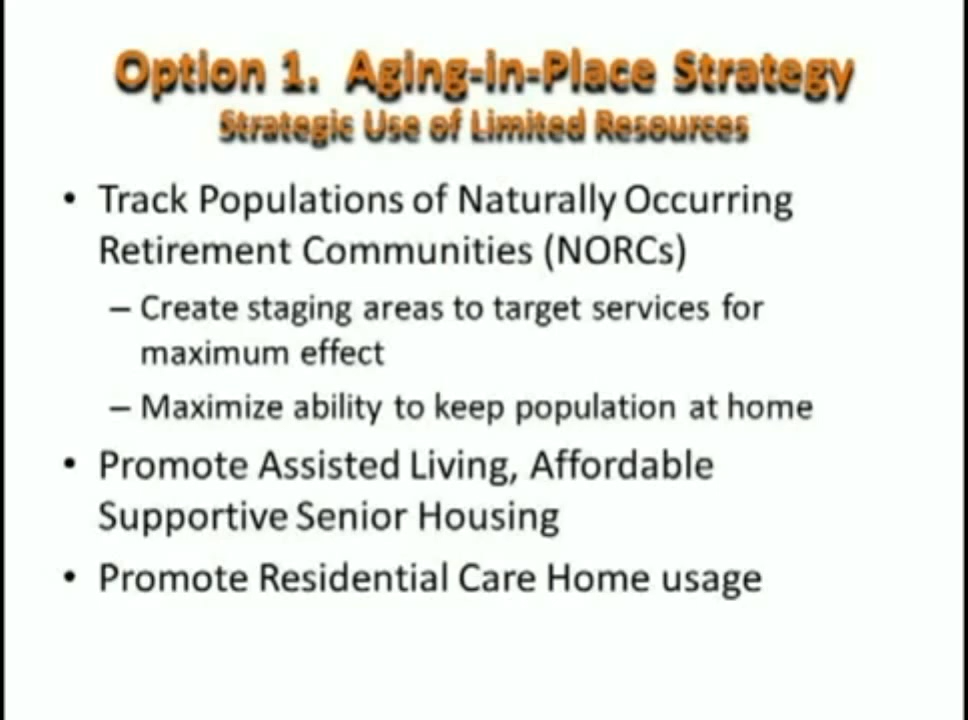 Option 1.  Aging-in-Place Strategy
Strategic Use of Limited Resources
• Track Populations of Naturally Occurring
Retirement Communities (NORCs)
– Create staging areas to target services for
maximum effect
– Maximize ability to keep population at home
• Promote Assisted Living, Affordable
Supportive Senior Housing
• Promote Residential Care Home usage